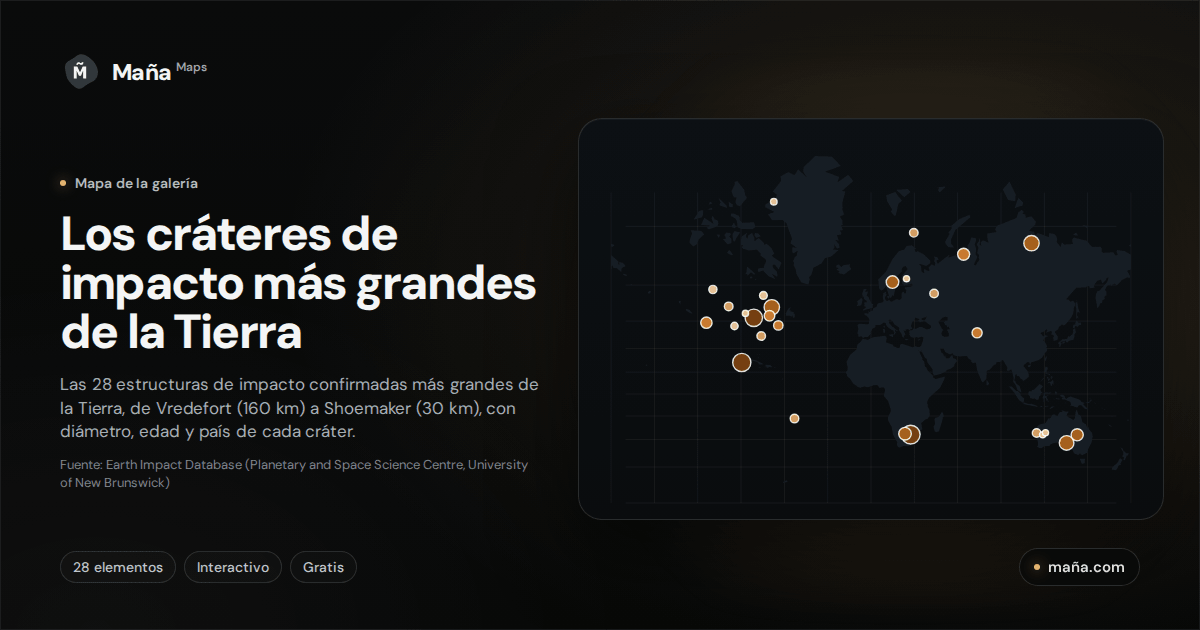 M̃
Maña Maps
Mapa de la galería
Los cráteres de
impacto más grandes
de la Tierra
Las 28 estructuras de impacto confirmadas más grandes de
la Tierra, de Vredefort (160 km) a Shoemaker (30 km), con
diámetro, edad y país de cada cráter.
Fuente: Earth Impact Database (Planetary and Space Science Centre, University
of New Brunswick)
28 elementos
Interactivo
Gratis
maña.com